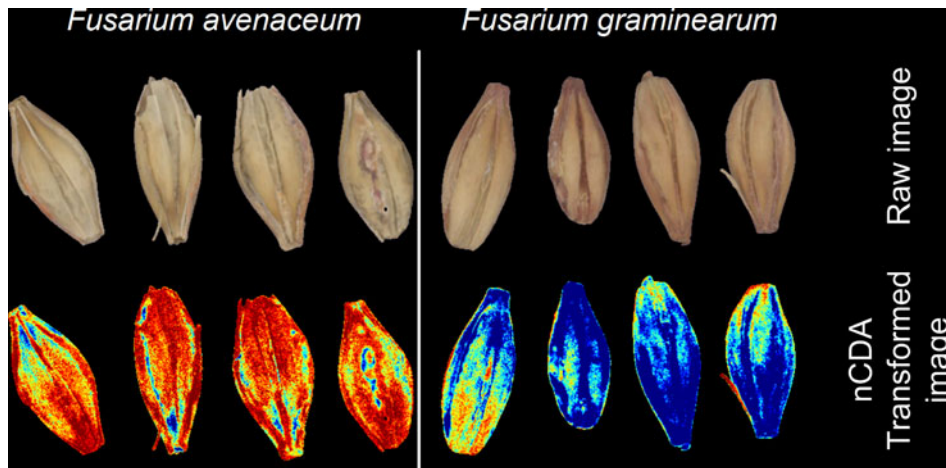 Fusarium avenaceum
Fusarium graminearum
Raw image
nCDA
Transformed
image